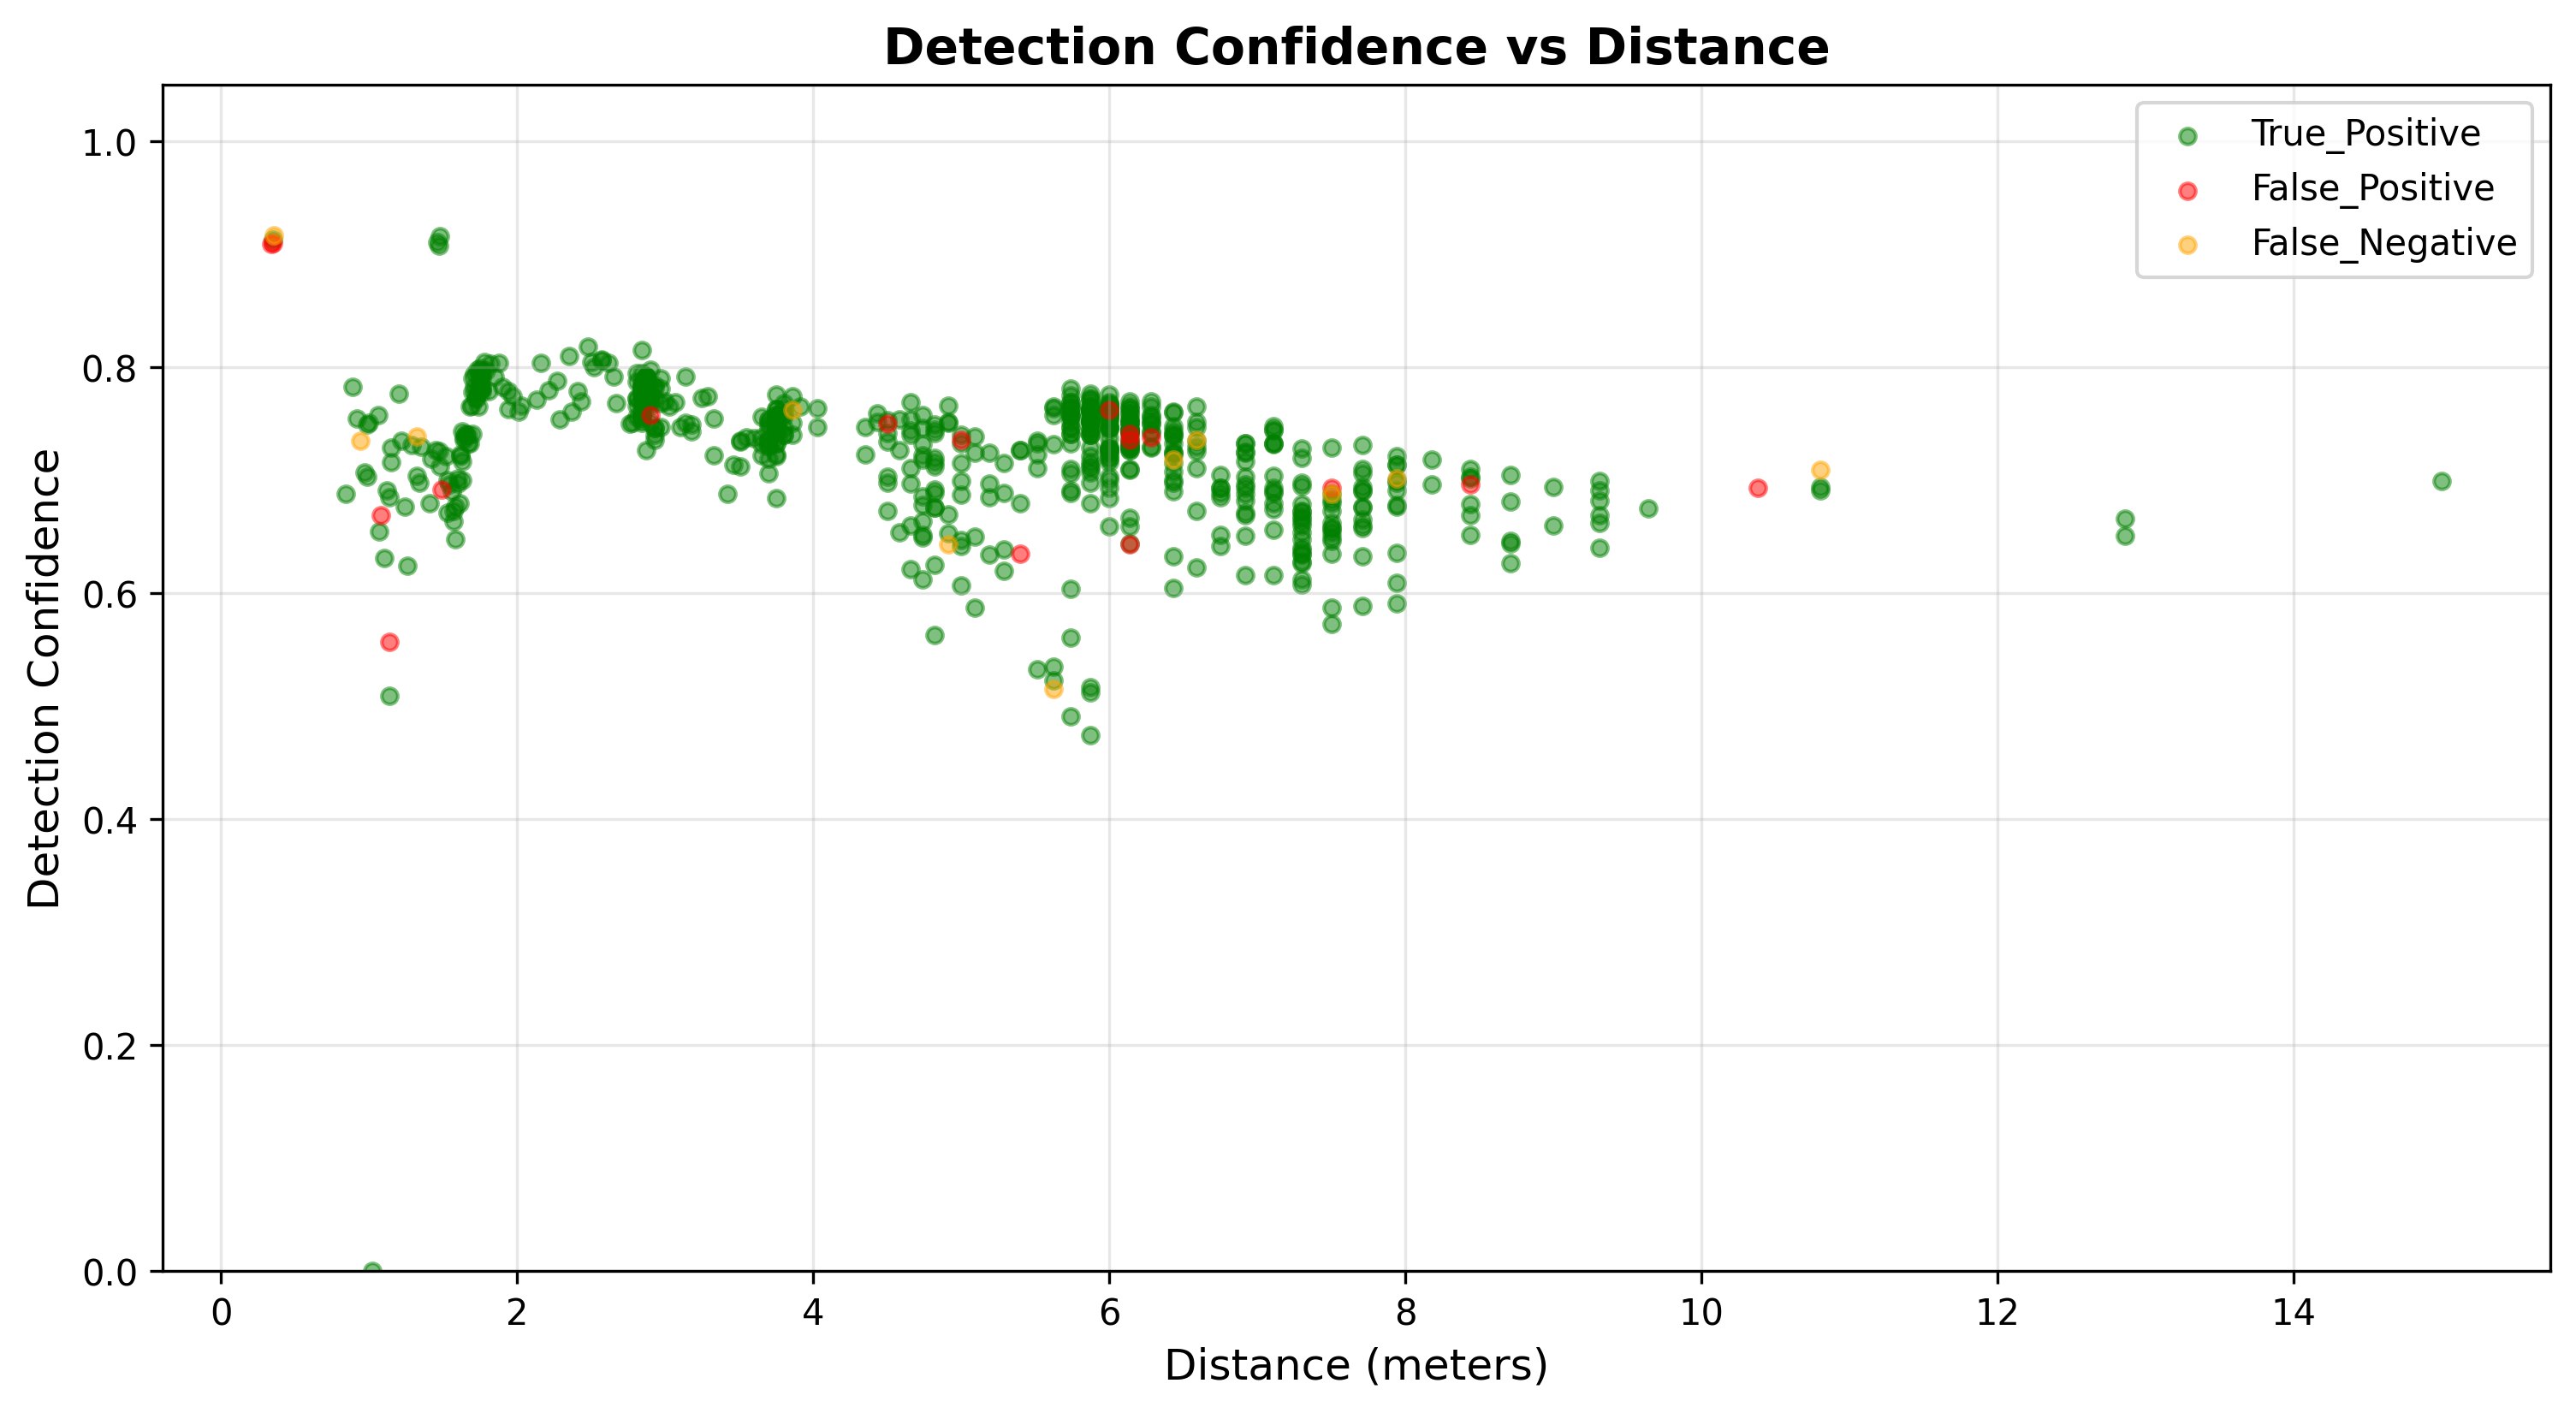 Detection Confidence vs Distance
True_Positive
False_Positive
False_Negative
Detection Confidence
1.0
0.8
0.6
0.4
0.2
0.0
0 2 4 6 8 10 12 14
Distance (meters)